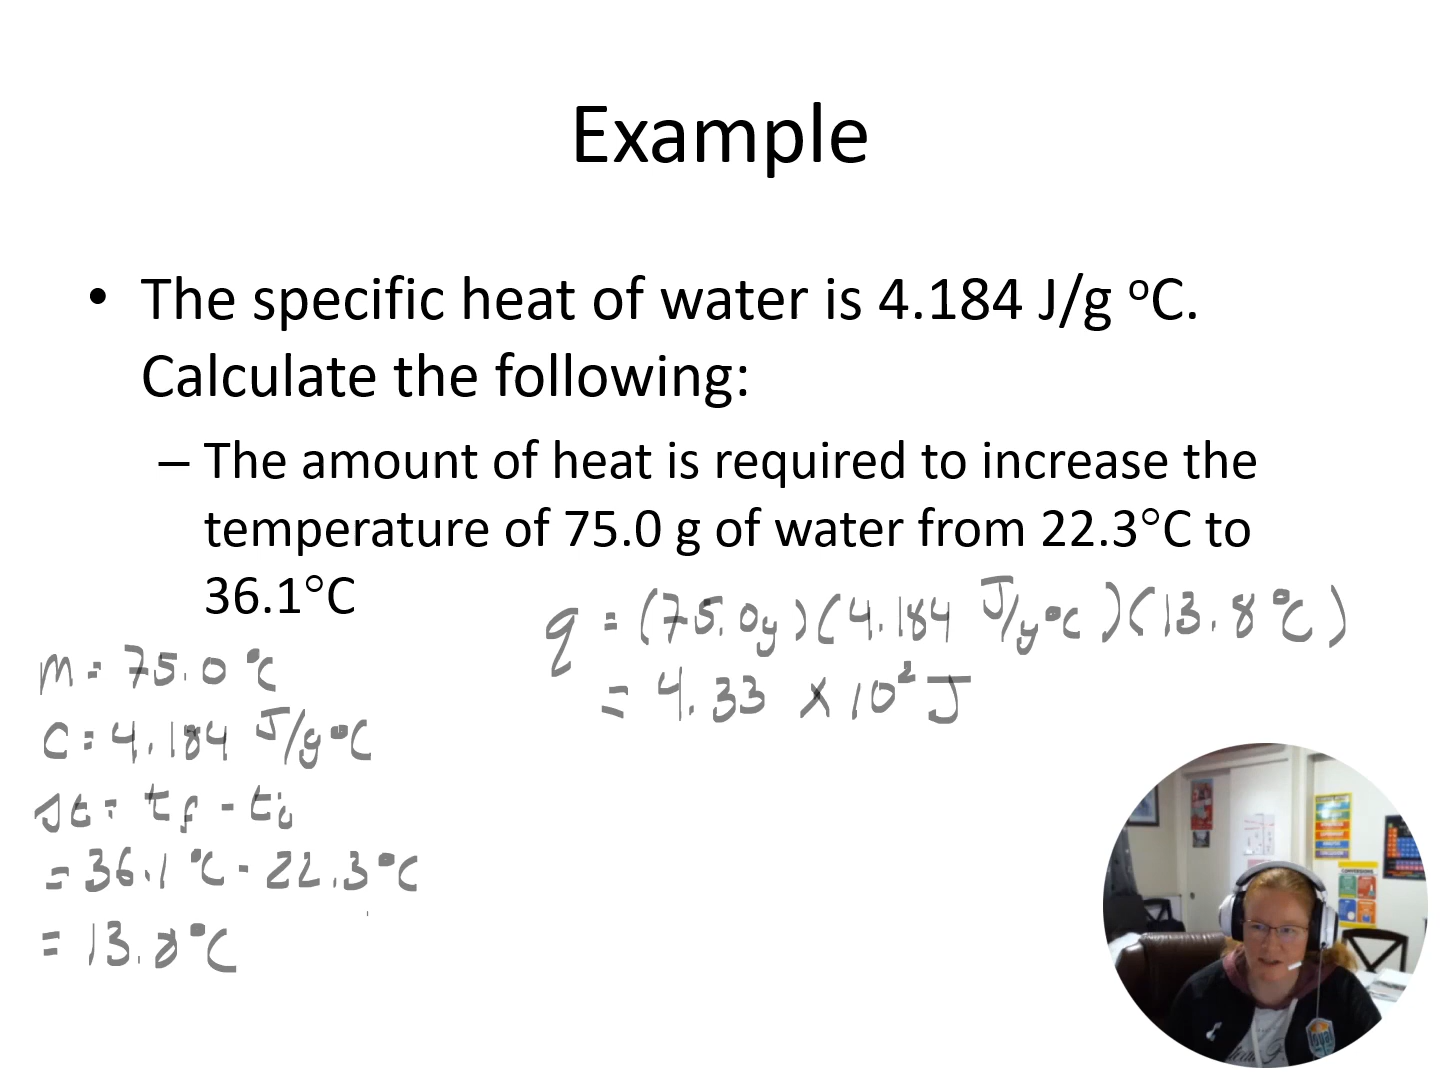 Example
• The specific heat of water is 4.184 J/g ºC.
Calculate the following:
– The amount of heat is required to increase the
temperature of 75.0 g of water from 22.3°C to
36.1°C
q = (75.0g)(4.184 J/g°C)(13.8°C)
= 4.33 x 10² J
m = 75.0 °C
C = 4.184 J/g°C
Δt = tf - ti
= 36.1 °C - 22.3°C
= 13.8°C